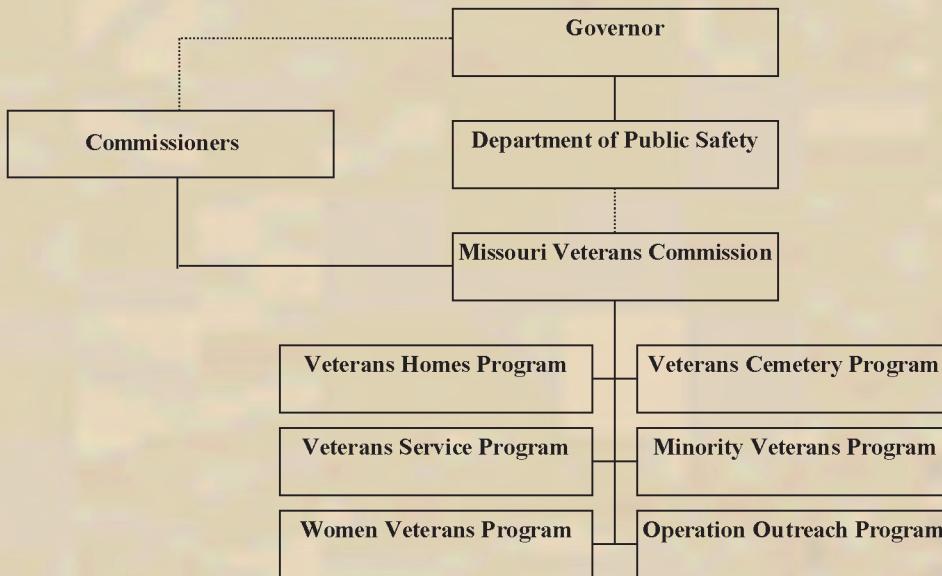 Governor
Commissioners
Department of Public Safety
Missouri Veterans Commission
Veterans Homes Program
Veterans Cemetery Program
Veterans Service Program
Minority Veterans Program
Women Veterans Program
Operation Outreach Program